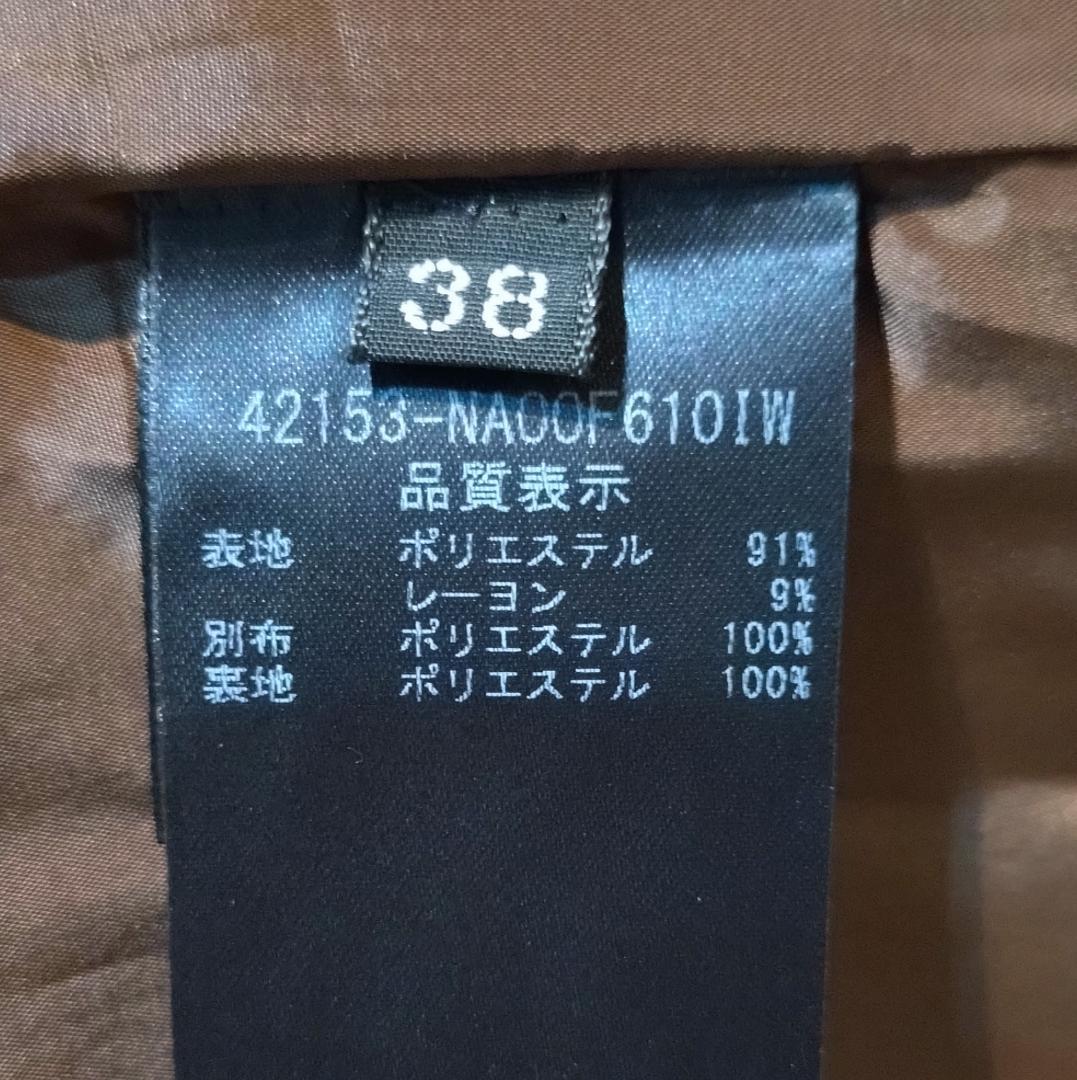 38
42153-NA00F610IW
品質表示
表地 ポリエステル 91%
レーヨン 9%
別布 ポリエステル 100%
裏地 ポリエステル 100%